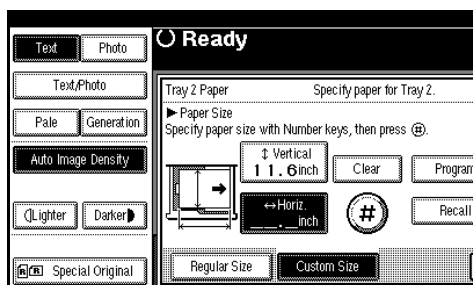 Text Photo
Text/Photo
Pale Generation
Auto Image Density
Lighter Darker
Special Original
Ready
Tray 2 Paper Specify paper for Tray 2.
▶ Paper Size
Specify paper size with Number keys, then press (#).
↕ Vertical
11.6inch
Clear
Program
↔Horiz.
__._inch
#
Recall
Regular Size Custom Size